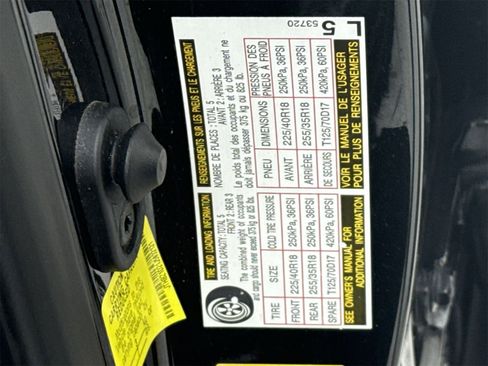 TIRE AND LOADING INFORMATION
SEATING CAPACITY: TOTAL 5 FRONT 2: REAR 3
The combined weight of occupants
and cargo should never exceed 375 kg or 825 lbs.
TIRE SIZE COLD TIRE PRESSURE
FRONT 225/40R18 250kPa, 36PSI
REAR 255/35R18 250kPa, 36PSI
SPARE T125/70D17 420kPa, 60PSI
SEE OWNER'S MANUAL FOR
ADDITIONAL INFORMATION
RENSEIGNEMENTS SUR LES PNEUS ET LE CHARGEMENT
NOMBRE DE PLACES: TOTAL 5 AVANT 2: ARRIÈRE 3
Le poids total des occupants et du chargement ne
doit jamais dépasser 375 kg ou 825 lb.
PNEU DIMENSIONS PRESSION DES
PNEUS À FROID
AVANT 225/40R18 250kPa, 36PSI
ARRIÈRE 255/35R18 250kPa, 36PSI
DE SECOURS T125/70D17 420kPa, 60PSI
VOIR LE MANUEL DE L'USAGER
POUR PLUS DE RENSEIGNEMENTS
53720
L
5